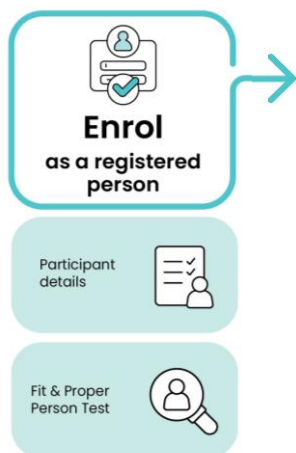 Enrol
as a registered
person
Participant
details
Fit & Proper
Person Test